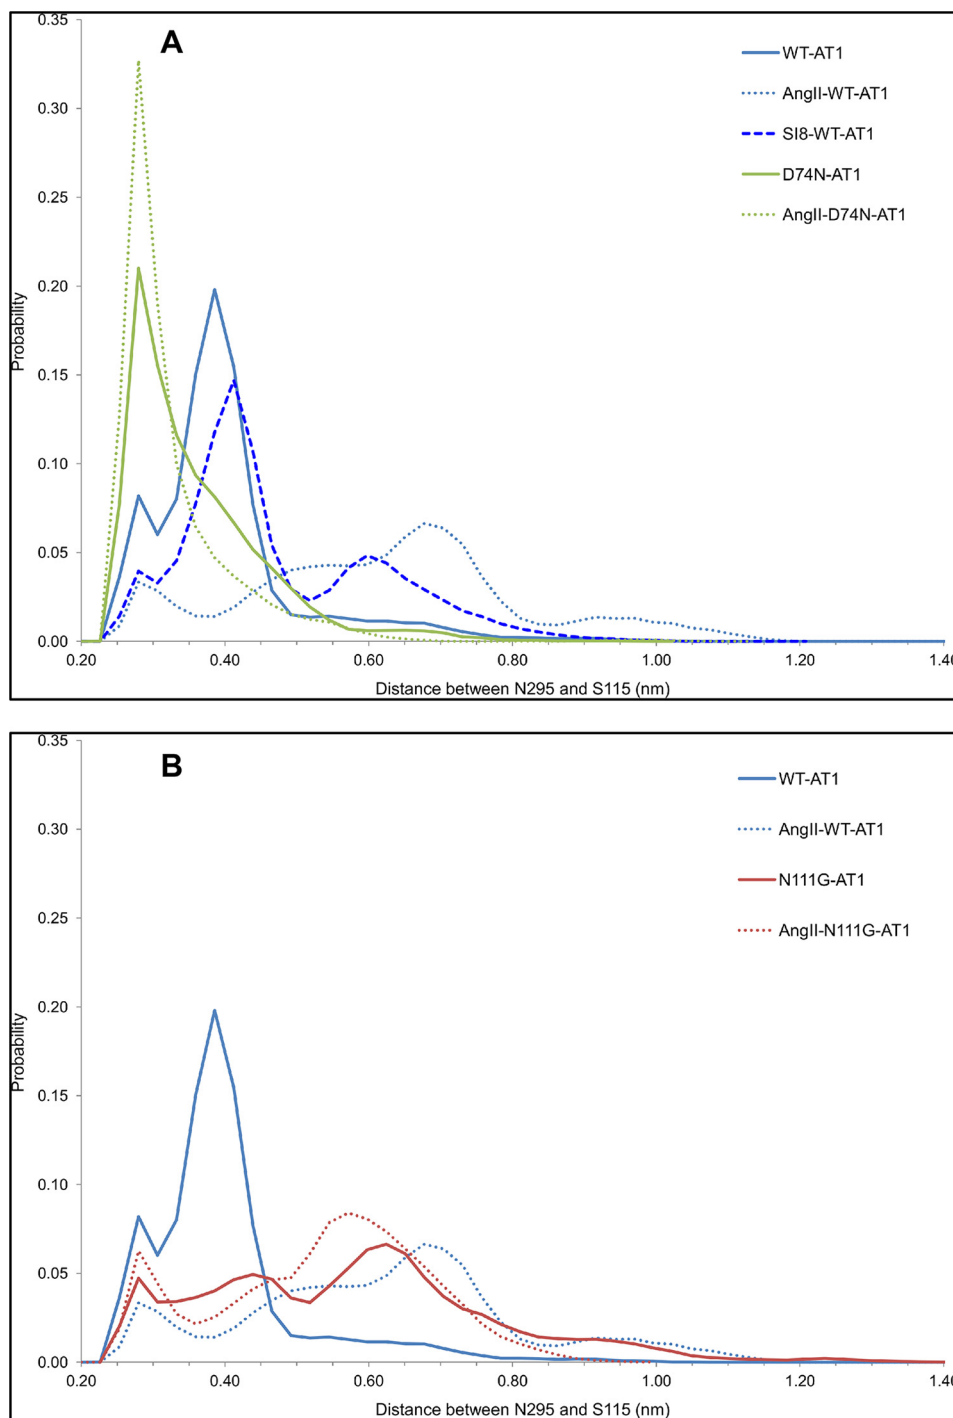 A
0.35
0.30
0.25
0.20
0.15
0.10
0.05
0.00
Probability
WT-AT1
AngII-WT-AT1
SI8-WT-AT1
D74N-AT1
AngII-D74N-AT1
0.20 0.40 0.60 0.80 1.00 1.20 1.40
Distance between N295 and S115 (nm)
B
0.35
0.30
0.25
0.20
0.15
0.10
0.05
0.00
Probability
WT-AT1
AngII-WT-AT1
N111G-AT1
AngII-N111G-AT1
0.20 0.40 0.60 0.80 1.00 1.20 1.40
Distance between N295 and S115 (nm)